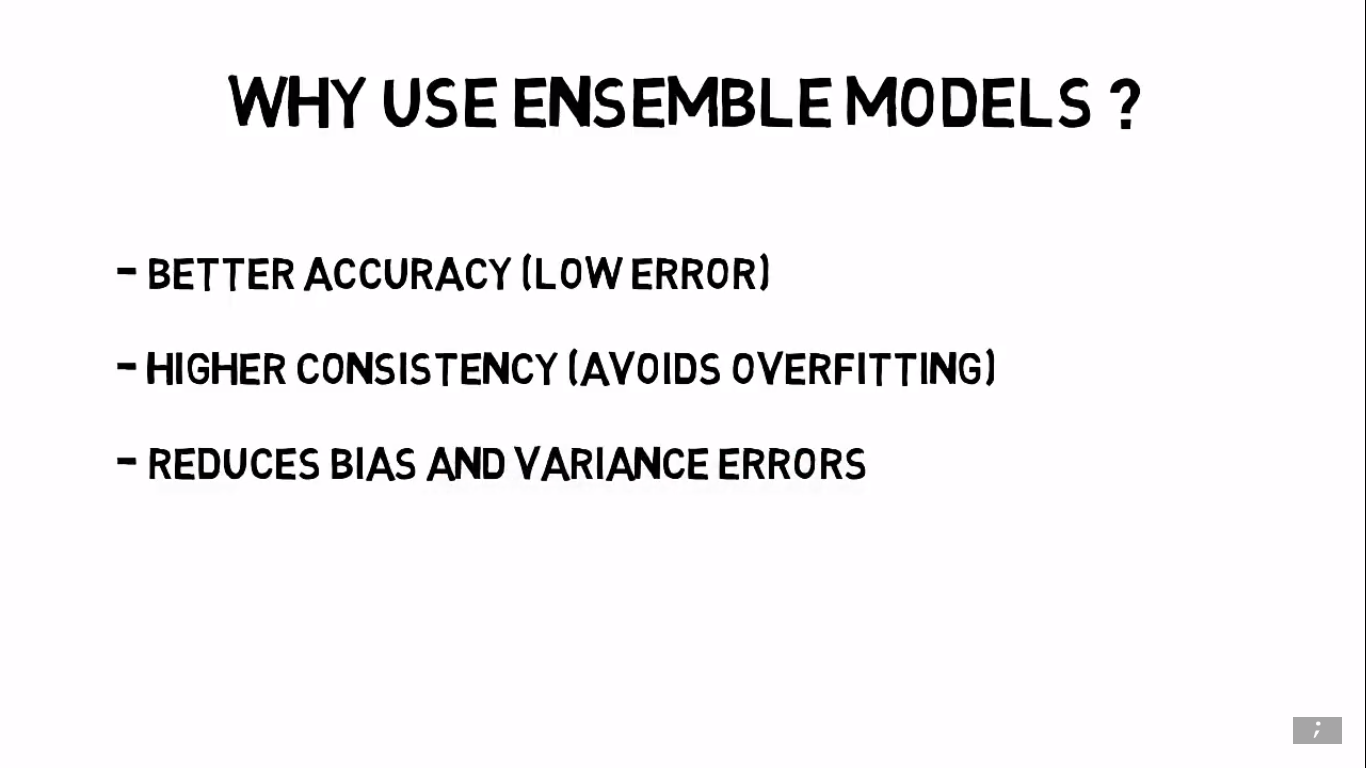 WHY USE ENSEMBLE MODELS ?
- BETTER ACCURACY (LOW ERROR)
- HIGHER CONSISTENCY (AVOIDS OVERFITTING)
- REDUCES BIAS AND VARIANCE ERRORS
;